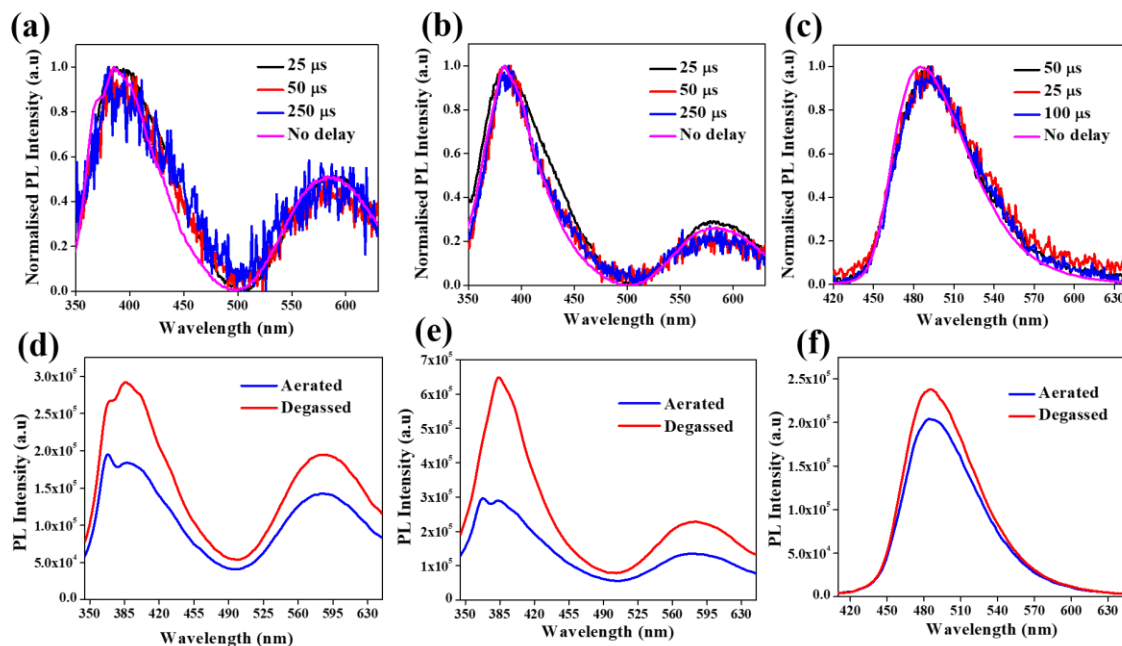 (a)
Normalised PL Intensity (a.u)
1.0
0.8
0.6
0.4
0.2
0.0
25 µs
50 µs
250 µs
No delay
350 400 450 500 550 600
Wavelength (nm)
(b)
Normalised PL Intensity (a.u)
1.0
0.8
0.6
0.4
0.2
0.0
25 µs
50 µs
250 µs
No delay
350 400 450 500 550 600
Wavelength (nm)
(c)
Normalised PL Intensity (a.u)
1.0
0.8
0.6
0.4
0.2
0.0
50 µs
25 µs
100 µs
No delay
420 450 480 510 540 570 600 630
Wavelength (nm)
(d)
PL Intensity (a.u)
3.0x10⁵
2.5x10⁵
2.0x10⁵
1.5x10⁵
1.0x10⁵
5.0x10⁴
0.0
Aerated
Degassed
350 385 420 455 490 525 560 595 630
Wavelength (nm)
(e)
PL Intensity (a.u)
7x10⁵
6x10⁵
5x10⁵
4x10⁵
3x10⁵
2x10⁵
1x10⁵
0
Aerated
Degassed
350 385 420 455 490 525 560 595 630
Wavelength (nm)
(f)
PL Intensity (a.u)
2.5x10⁵
2.0x10⁵
1.5x10⁵
1.0x10⁵
5.0x10⁴
0.0
Aerated
Degassed
420 450 480 510 540 570 600 630
Wavelength (nm)